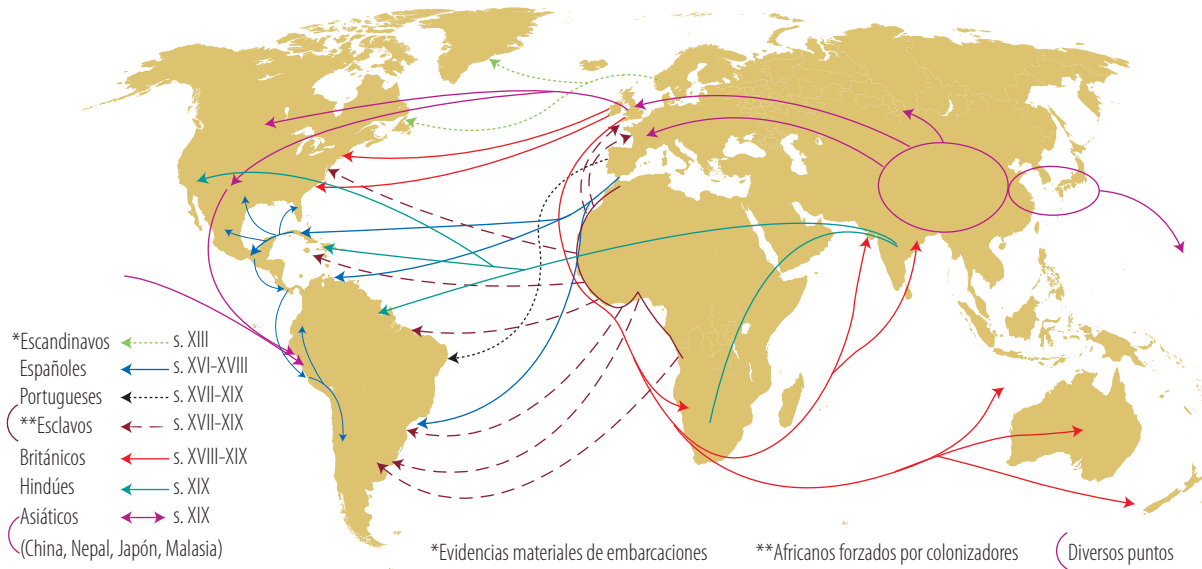 *Escandinavos s. XIII
Españoles s. XVI-XVIII
Portugueses s. XVII-XIX
**Esclavos s. XVII-XIX
Británicos s. XVIII-XIX
Hindúes s. XIX
Asiáticos s. XIX
(China, Nepal, Japón, Malasia)
*Evidencias materiales de embarcaciones **Africanos forzados por colonizadores Diversos puntos